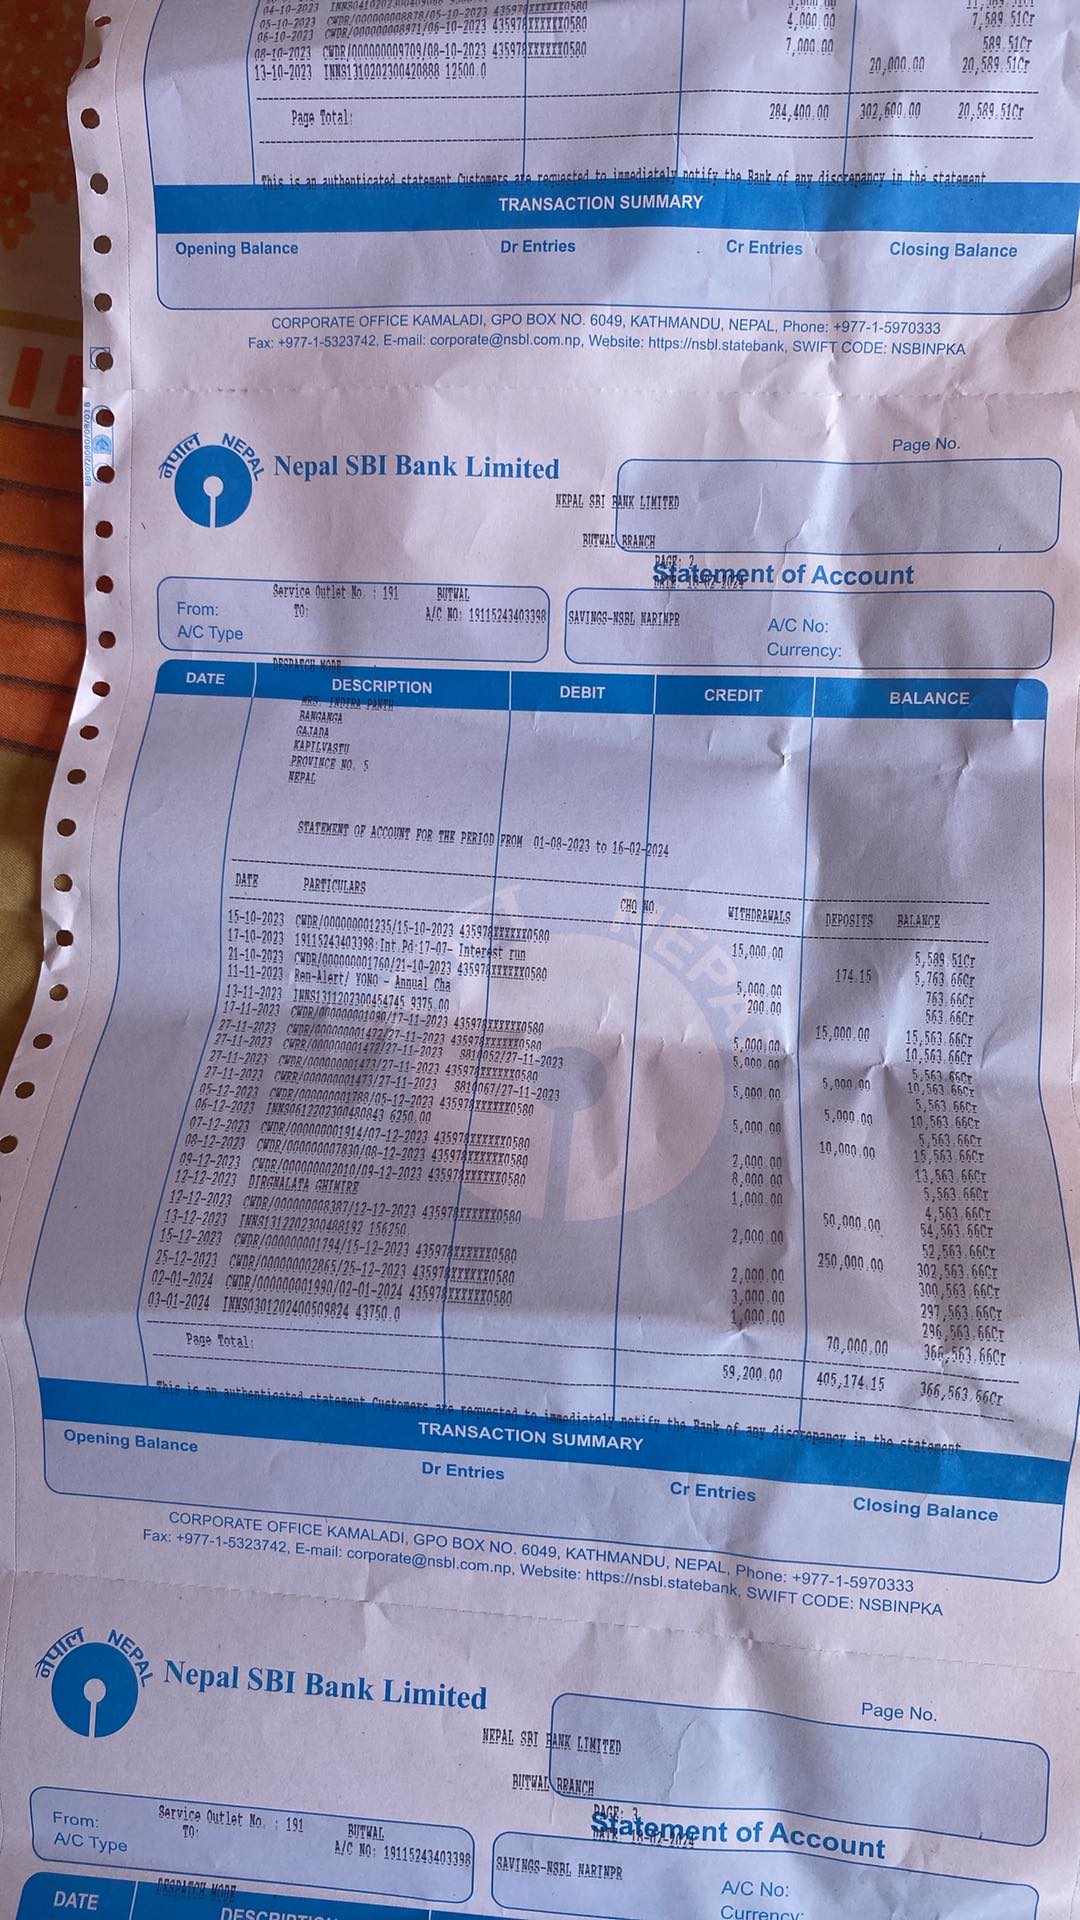 04-10-2023
05-10-2023 CWDR/000000008878/05-10-2023 435978XXXXXX0580
06-10-2023 CWDR/000000008971/06-10-2023 435978XXXXXX0580 4,000.00 7,589.51Cr
08-10-2023 CWDR/000000009709/08-10-2023 435978XXXXXX0580 7,000.00 589.51Cr
13-10-2023 INNS1310202300420888 12500.0 20,000.00 20,589.51Cr
Page Total: 284,400.00 302,600.00 20,589.51Cr
This is an authenticated statement Customers are requested to immediately notify the Bank of any discrepancy in the statement
TRANSACTION SUMMARY
Opening Balance Dr Entries Cr Entries Closing Balance
CORPORATE OFFICE KAMALADI, GPO BOX NO. 6049, KATHMANDU, NEPAL, Phone: +977-1-5970333
Fax: +977-1-5323742, E-mail: corporate@nsbl.com.np, Website: https://nsbl.statebank, SWIFT CODE: NSBINPKA
नेपाल NEPAL
Nepal SBI Bank Limited
Page No.
NEPAL SBI BANK LIMITED
BUTWAL BRANCH
PAGE: 2
Statement of Account
DATE: 18-02-2024
Service Outlet No. : 191 BUTWAL
From: TO: A/C NO: 19115243403398 SAVINGS-NSBL NARINPR A/C No:
A/C Type Currency:
DESPATCH MODE
DATE DESCRIPTION DEBIT CREDIT BALANCE
MRS. INDIRA PANTH
BANGANGA
GAJADA
KAPILVASTU
PROVINCE NO. 5
NEPAL
STATEMENT OF ACCOUNT FOR THE PERIOD FROM 01-08-2023 to 16-02-2024
DATE PARTICULARS CHQ NO. WITHDRAWALS DEPOSITS BALANCE
15-10-2023 CWDR/000000001235/15-10-2023 435978XXXXXX0580 15,000.00 5,589.51Cr
17-10-2023 19115243403398:Int.Pd:17-07- Interest run 174.15 5,763.66Cr
21-10-2023 CWDR/000000001760/21-10-2023 435978XXXXXX0580 5,000.00 763.66Cr
11-11-2023 Ren-Alert/ YONO - Annual Cha 200.00 563.66Cr
13-11-2023 INNS1311202300454745 9375.00 15,000.00 15,563.66Cr
17-11-2023 CWDR/000000001090/17-11-2023 435978XXXXXX0580 5,000.00 10,563.66Cr
27-11-2023 CWDR/000000001472/27-11-2023 435978XXXXXX0580 5,000.00 5,563.66Cr
27-11-2023 CWRR/000000001472/27-11-2023 S810052/27-11-2023 5,000.00 10,563.66Cr
27-11-2023 CWDR/000000001473/27-11-2023 435978XXXXXX0580 5,000.00 5,563.66Cr
27-11-2023 CWRR/000000001473/27-11-2023 S810067/27-11-2023 5,000.00 10,563.66Cr
05-12-2023 CWDR/000000001788/05-12-2023 435978XXXXXX0580 5,000.00 5,563.66Cr
06-12-2023 INNS0612202300480843 6250.00 10,000.00 15,563.66Cr
07-12-2023 CWDR/000000001914/07-12-2023 435978XXXXXX0580 2,000.00 13,563.66Cr
08-12-2023 CWDR/000000007830/08-12-2023 435978XXXXXX0580 8,000.00 5,563.66Cr
09-12-2023 CWDR/000000002010/09-12-2023 435978XXXXXX0580 1,000.00 4,563.66Cr
12-12-2023 DIRGNALATA GHIMIRE 50,000.00 54,563.66Cr
12-12-2023 CWDR/000000008387/12-12-2023 435978XXXXXX0580 2,000.00 52,563.66Cr
13-12-2023 INNS1312202300488192 156250. 250,000.00 302,563.66Cr
15-12-2023 CWDR/000000001794/15-12-2023 435978XXXXXX0580 2,000.00 300,563.66Cr
25-12-2023 CWDR/000000002865/25-12-2023 435978XXXXXX0580 3,000.00 297,563.66Cr
02-01-2024 CWDR/000000001990/02-01-2024 435978XXXXXX0580 1,000.00 296,563.66Cr
03-01-2024 INNS0301202400509824 43750.0 70,000.00 366,563.66Cr
Page Total: 59,200.00 405,174.15 366,563.66Cr
This is an authenticated statement Customers are requested to immediately notify the Bank of any discrepancy in the statement
TRANSACTION SUMMARY
Opening Balance Dr Entries Cr Entries Closing Balance
CORPORATE OFFICE KAMALADI, GPO BOX NO. 6049, KATHMANDU, NEPAL, Phone: +977-1-5970333
Fax: +977-1-5323742, E-mail: corporate@nsbl.com.np, Website: https://nsbl.statebank, SWIFT CODE: NSBINPKA
नेपाल NEPAL
Nepal SBI Bank Limited
Page No.
NEPAL SBI BANK LIMITED
BUTWAL BRANCH
PAGE: 3
Statement of Account
DATE: 18-02-2024
Service Outlet No. : 191 BUTWAL
From: TO: A/C NO: 19115243403398 SAVINGS-NSBL NARINPR A/C No:
A/C Type Currency:
DESPATCH MODE
DATE DESCRIPTION